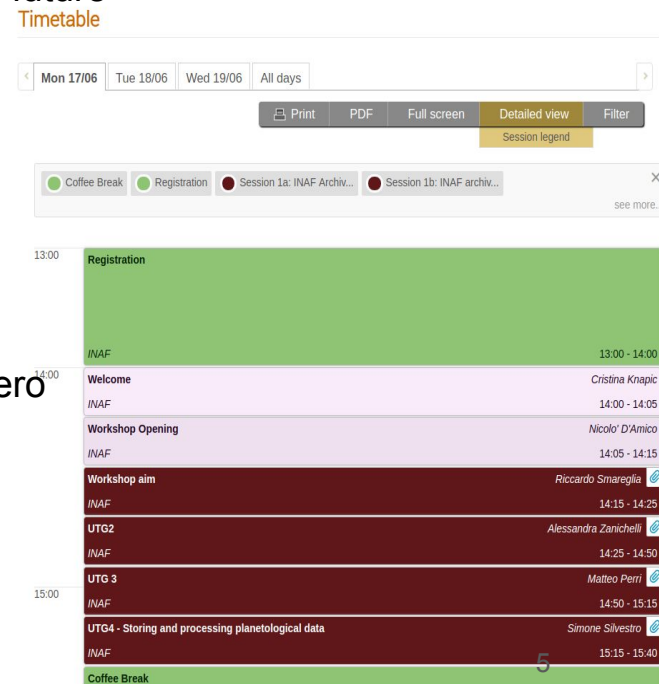 Timetable
Mon 17/06 Tue 18/06 Wed 19/06 All days
Print PDF Full screen Detailed view Filter
Session legend
Coffee Break Registration Session 1a: INAF Archiv... Session 1b: INAF archiv...
see more..
13:00 Registration
INAF 13:00 - 14:00
ero
14:00 Welcome Cristina Knapic
INAF 14:00 - 14:05
Workshop Opening Nicolo' D'Amico
INAF 14:05 - 14:15
Workshop aim Riccardo Smareglia
INAF 14:15 - 14:25
UTG2 Alessandra Zanichelli
INAF 14:25 - 14:50
UTG 3 Matteo Perri
15:00 INAF 14:50 - 15:15
UTG4 - Storing and processing planetological data Simone Silvestro
INAF 15:15 - 15:40
5
Coffee Break